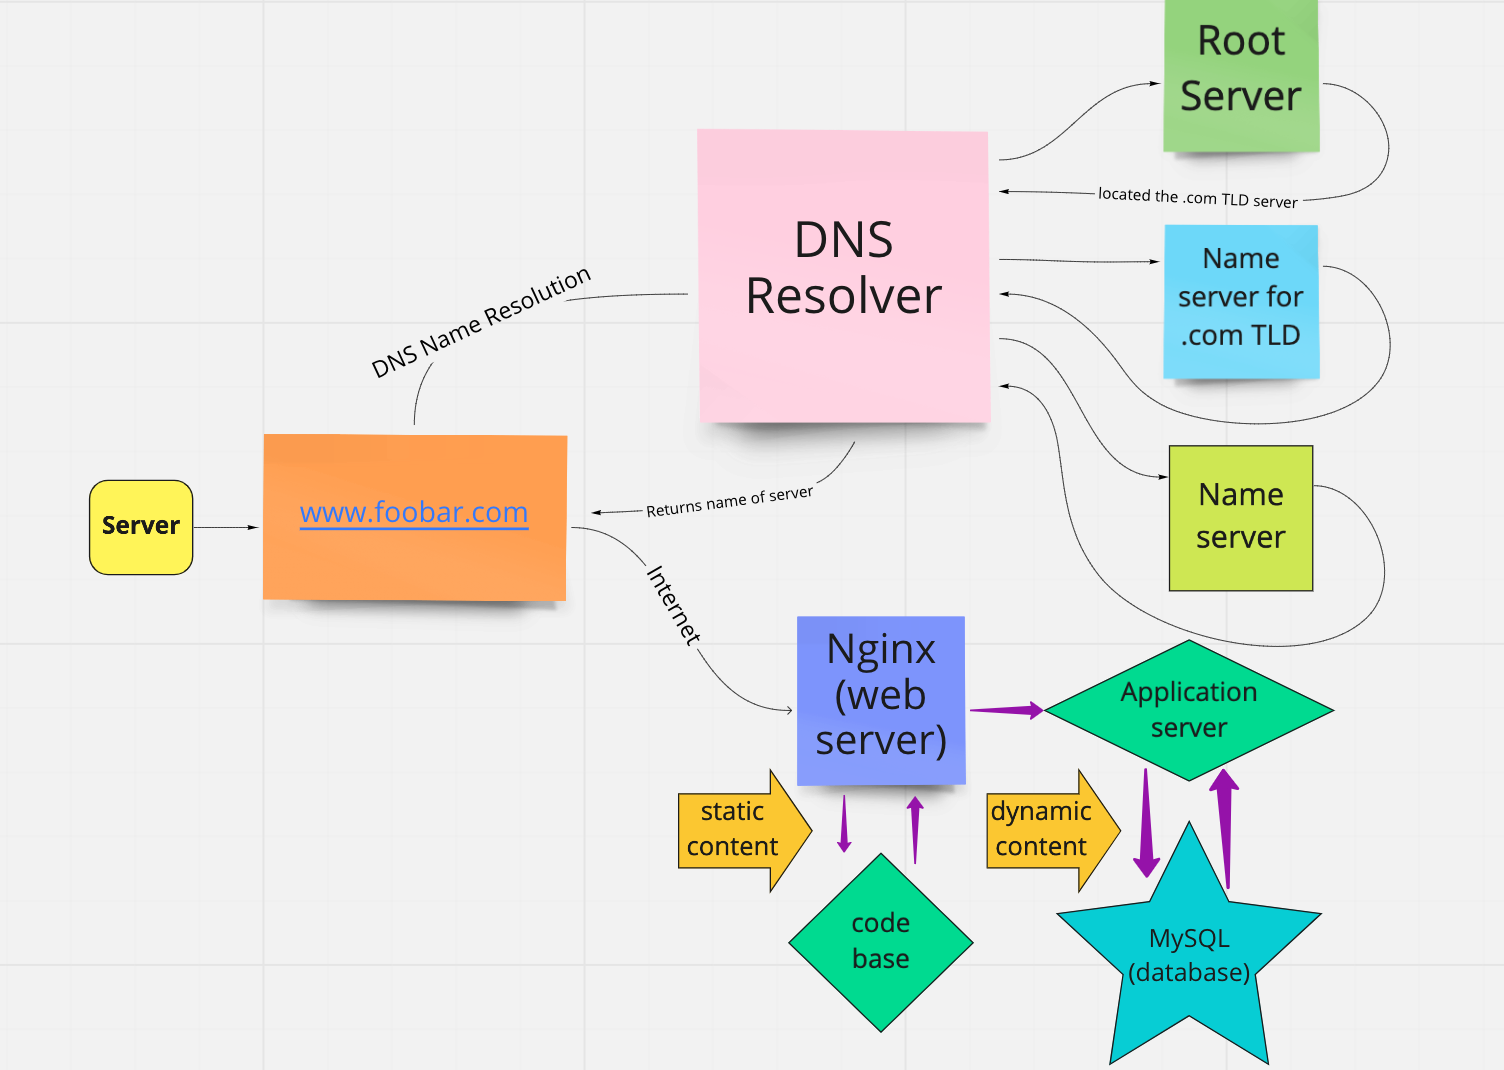 Root
Server
located the .com TLD server
DNS
Resolver
Name
server for
.com TLD
DNS Name Resolution
Name
server
Server
www.foobar.com
Returns name of server
Internet
Nginx
(web
server)
Application
server
static
content
dynamic
content
code
base
MySQL
(database)